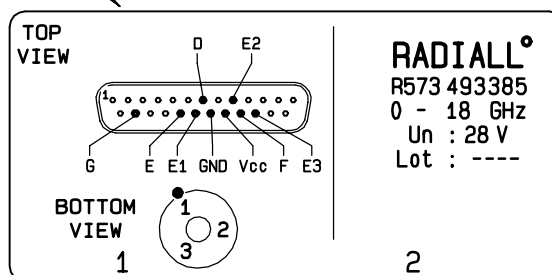 TOP
VIEW
D E2
1
G E E1 GND Vcc F E3
BOTTOM
VIEW
1
2
3
1
RADIALL°
R573 493385
0 - 18 GHz
Un : 28 V
Lot : ----
2